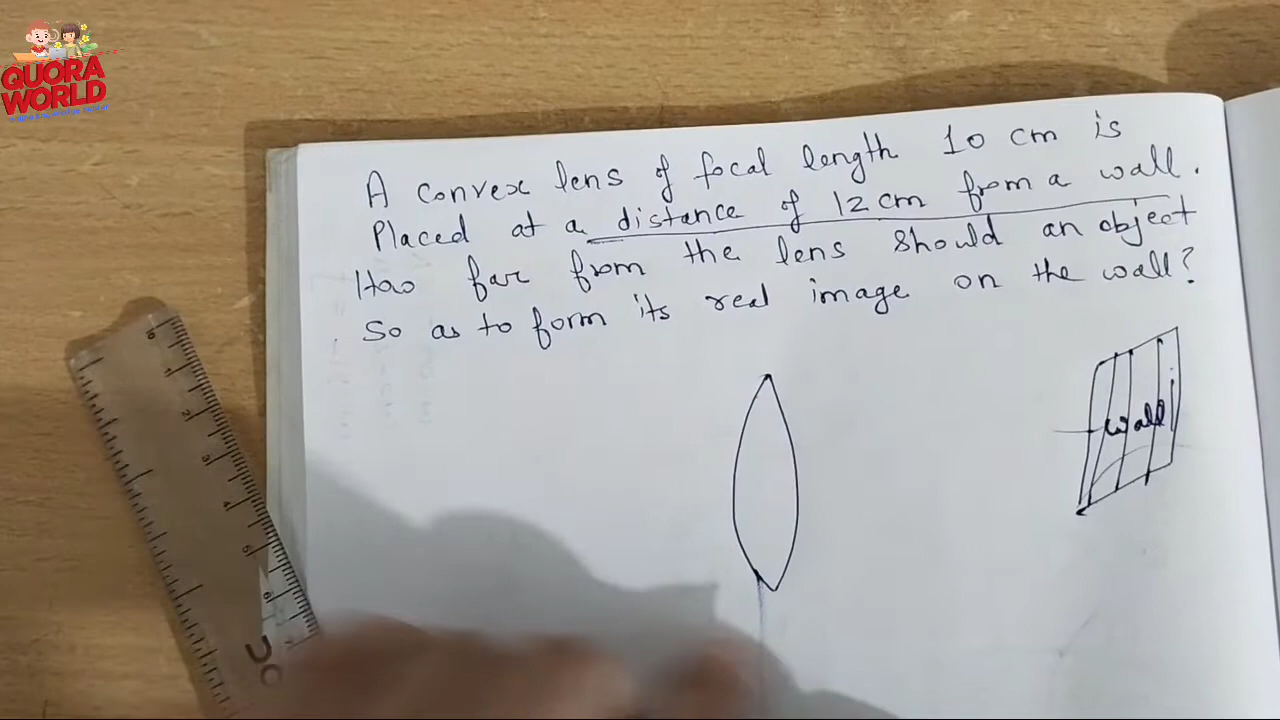 QUORA
WORLD
A convex lens of focal length 10 cm is
Placed at a distance of 12 cm from a wall.
How far from the lens should an object
So as to form its real image on the wall?
wall